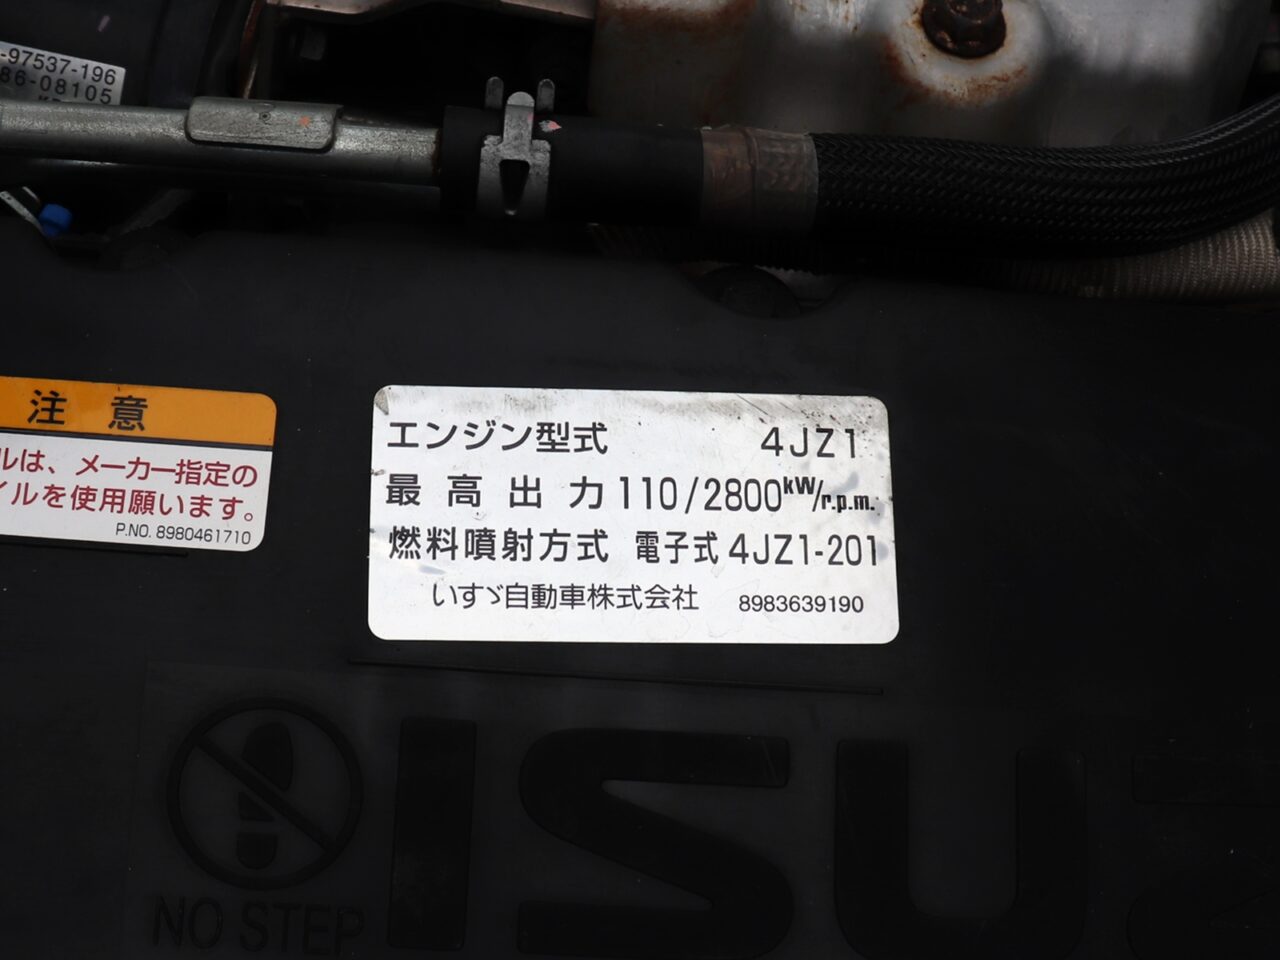 -97537-196
86-08105
注 意
ルは、メーカー指定の
イルを使用願います。
P.NO. 8980461710
エンジン型式 4JZ1
最高出力 110/2800kW/r.p.m.
燃料噴射方式 電子式 4JZ1-201
いすゞ自動車株式会社 8983639190
ISUZ
NO STEP